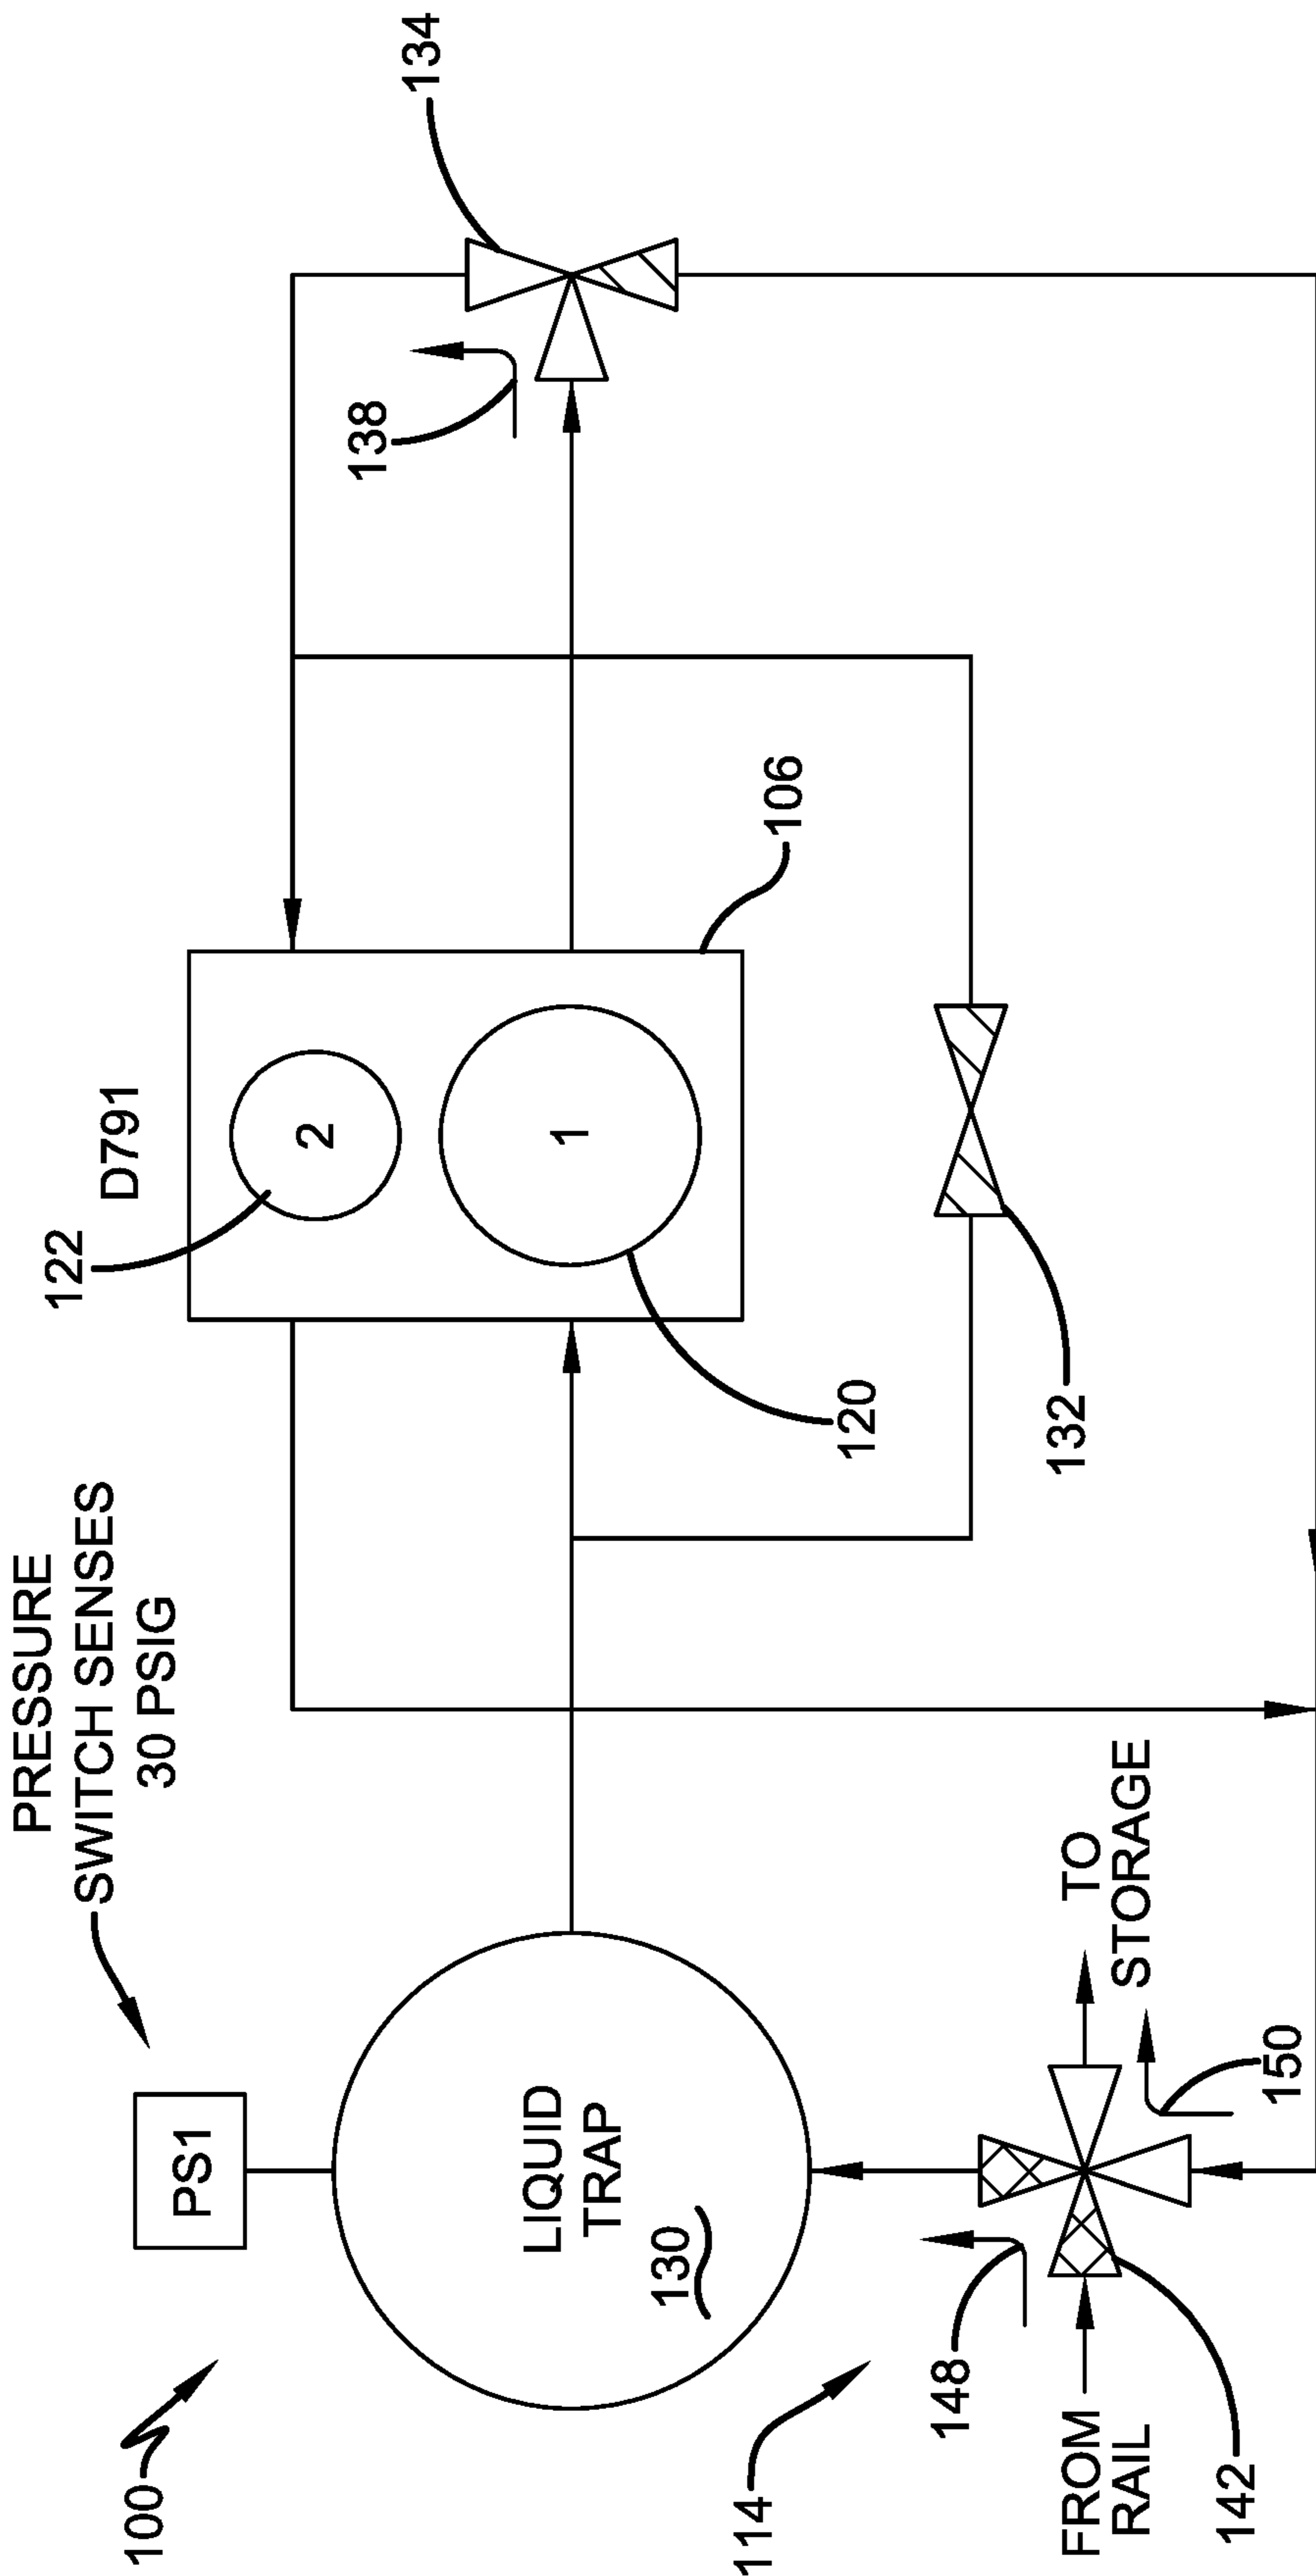 100
PRESSURE
SWITCH SENSES
30 PSIG
PS1
LIQUID
TRAP
130
114
148
FROM
RAIL
142
TO
STORAGE
150
122
D791
2
1
120
106
132
138
134